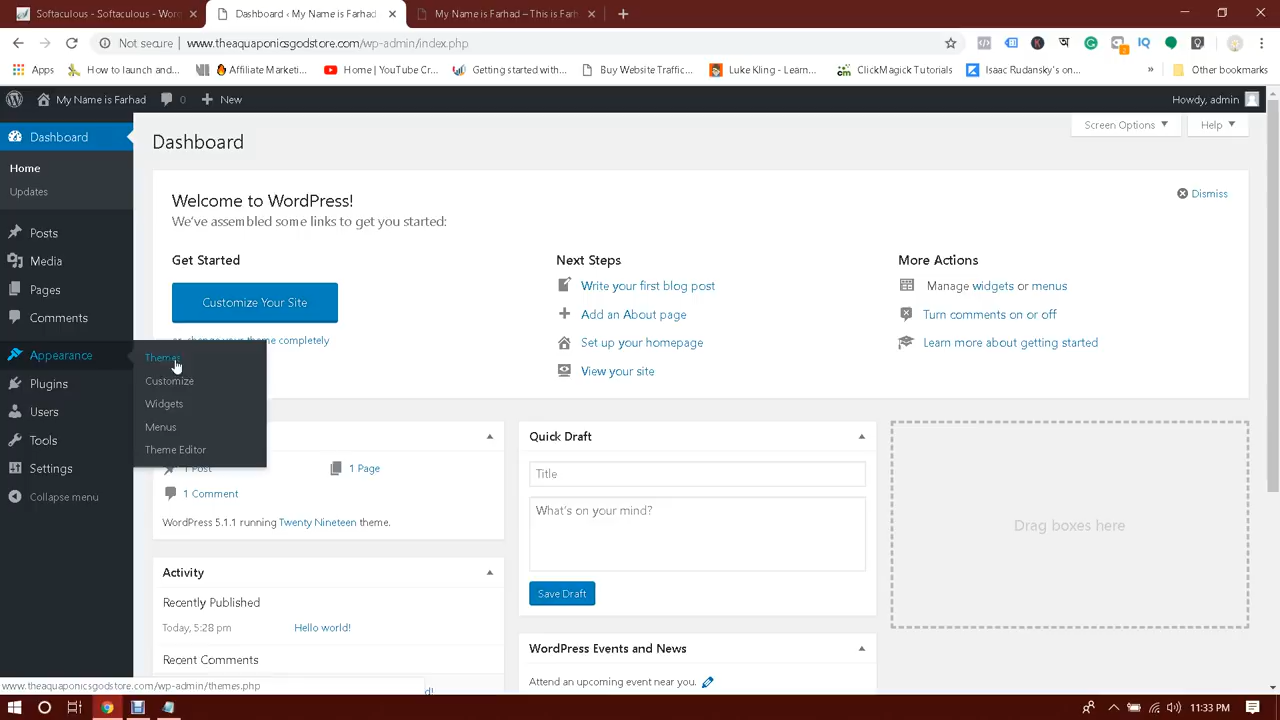 Softaculous - Softaculous - www
Dashboard ‹ My Name is Farhad
My Name is Farhad – This is Farh
Not secure
www.theaquaponicsgodstore.com/wp-admin/index.php
Apps
How to launch and...
Affiliate Marketi...
Home | YouTube Cr...
Getting started with...
Buy Website Traffic...
Luke Kling - Learn...
ClickMagick Tutorials
Isaac Rudansky's on...
»
Other bookmarks
My Name is Farhad
0
New
Howdy, admin
Dashboard
Home
Updates
Posts
Media
Pages
Comments
Appearance
Plugins
Users
Tools
Settings
Collapse menu
Themes
Customize
Widgets
Menus
Theme Editor
Dashboard
Screen Options
Help
Welcome to WordPress!
We've assembled some links to get you started:
Dismiss
Get Started
Customize Your Site
or, change your theme completely
Next Steps
Write your first blog post
Add an About page
Set up your homepage
View your site
More Actions
Manage widgets or menus
Turn comments on or off
Learn more about getting started
1 Post
1 Page
1 Comment
WordPress 5.1.1 running Twenty Nineteen theme.
Activity
Recently Published
Today, 5:28 pm
Hello world!
Recent Comments
Quick Draft
Title
What's on your mind?
Save Draft
WordPress Events and News
Attend an upcoming event near you.
Drag boxes here
www.theaquaponicsgodstore.com/wp-admin/themes.php
11:33 PM